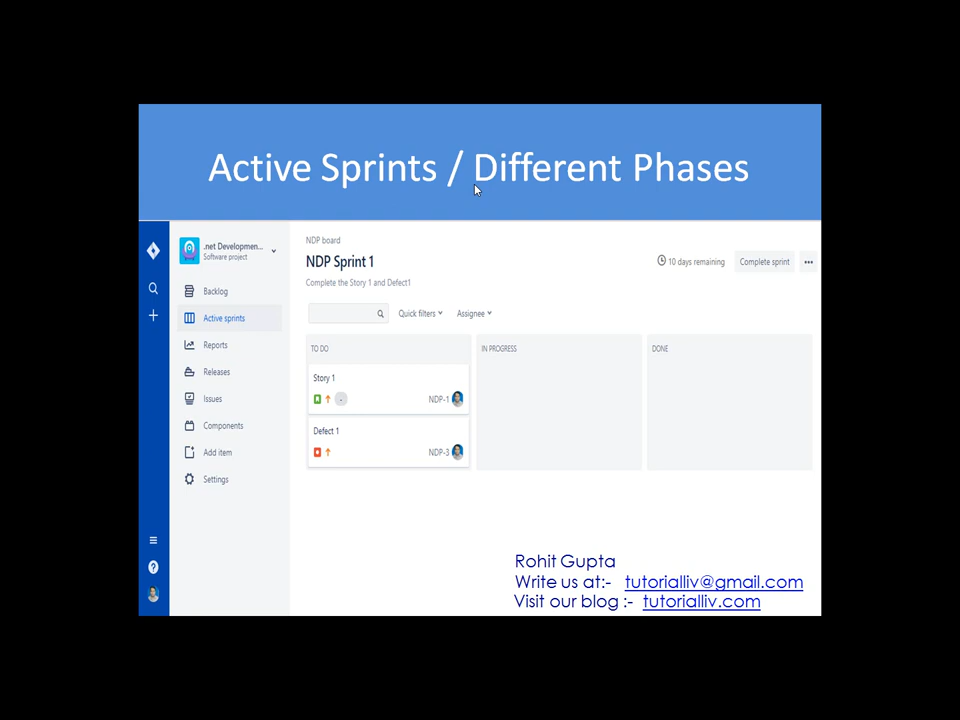 Active Sprints / Different Phases
.net Developmen...
Software project
Backlog
Active sprints
Reports
Releases
Issues
Components
Add item
Settings
NDP board
NDP Sprint 1
Complete the Story 1 and Defect1
10 days remaining
Complete sprint
Quick filters
Assignee
TO DO
IN PROGRESS
DONE
Story 1
NDP-1
Defect 1
NDP-3
Rohit Gupta
Write us at:- tutorialliv@gmail.com
Visit our blog :- tutorialliv.com